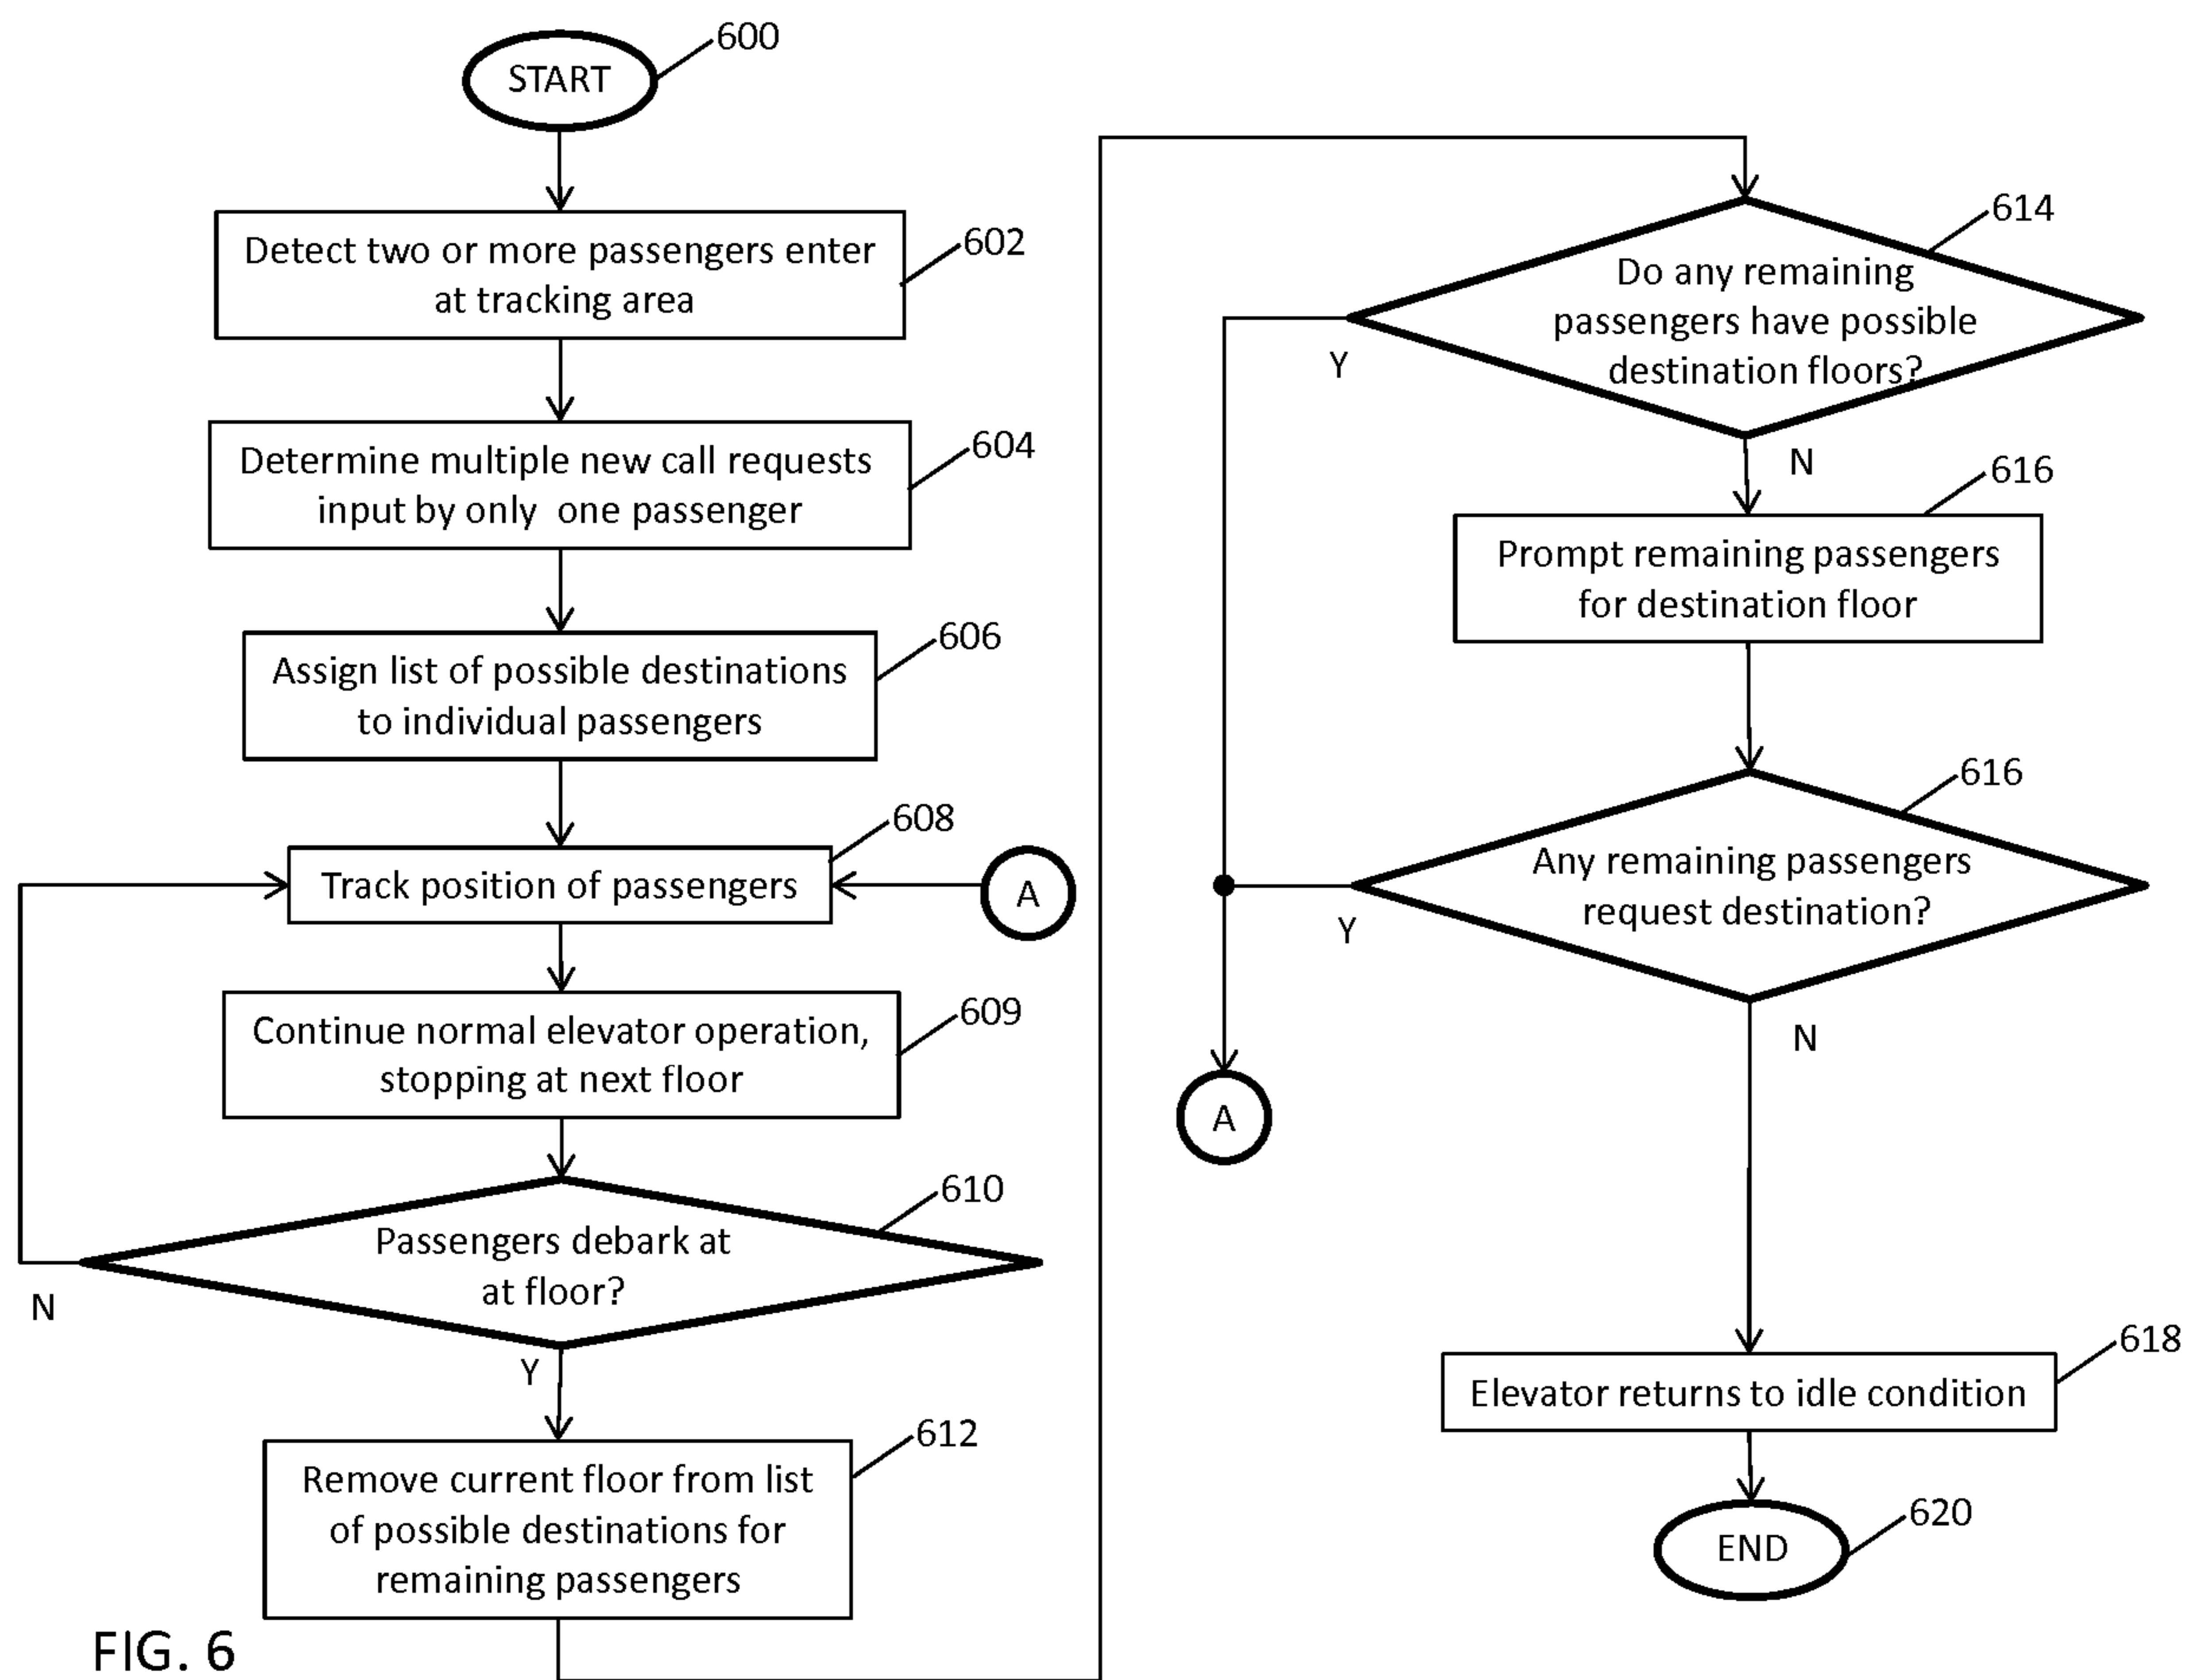 START
600
Detect two or more passengers enter
at tracking area
602
Determine multiple new call requests
input by only one passenger
604
Assign list of possible destinations
to individual passengers
606
Track position of passengers
608
A
Continue normal elevator operation,
stopping at next floor
609
Passengers debark at
at floor?
610
N
Y
Remove current floor from list
of possible destinations for
remaining passengers
612
Do any remaining
passengers have possible
destination floors?
614
Y
N
Prompt remaining passengers
for destination floor
616
Any remaining passengers
request destination?
616
Y
N
A
Elevator returns to idle condition
618
END
620
FIG. 6